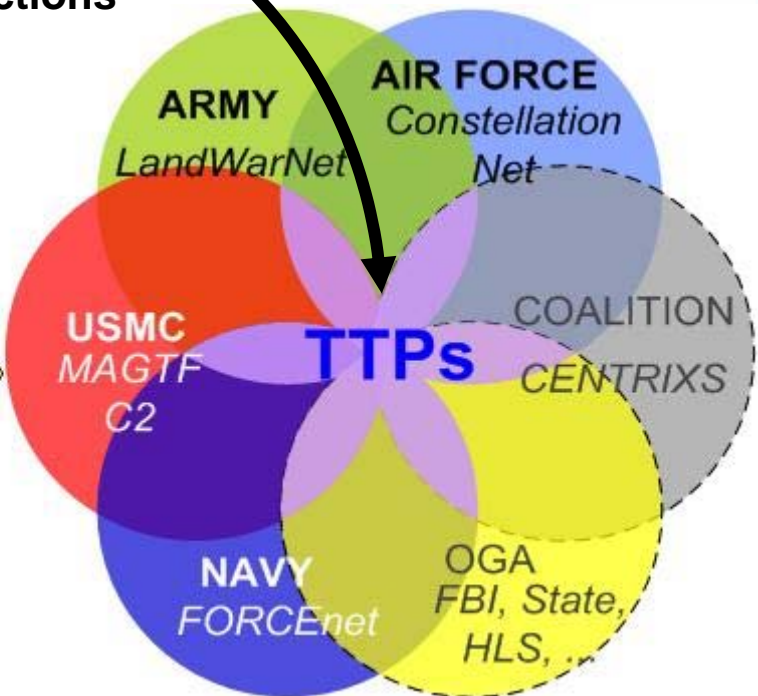 ctions
ARMY
LandWarNet
AIR FORCE
Constellation
Net
USMC
MAGTF
C2
TTPs
COALITION
CENTRIXS
NAVY
FORCEnet
OGA
FBI, State,
HLS, ...